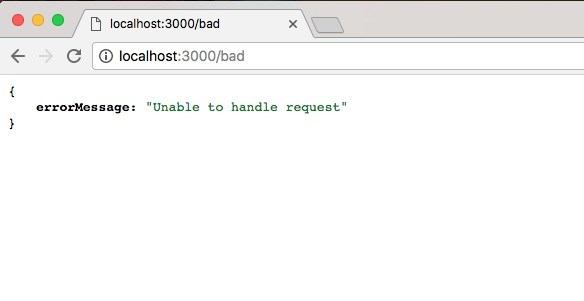 localhost:3000/bad
localhost:3000/bad
{
errorMessage: "Unable to handle request"
}